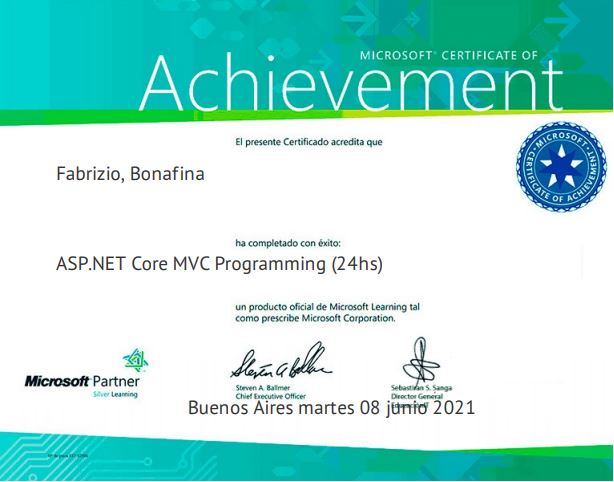 MICROSOFT® CERTIFICATE OF
Achievement
El presente Certificado acredita que
Fabrizio, Bonafina
MICROSOFT
CERTIFICATE OF ACHIEVEMENT
ha completado con éxito:
ASP.NET Core MVC Programming (24hs)
un producto oficial de Microsoft Learning tal
como prescribe Microsoft Corporation.
Microsoft Partner
Silver Learning
Steven A. Ballmer
Chief Executive Officer
Sebastian S. Sanga
Director General
Buenos Aires martes 08 junio 2021